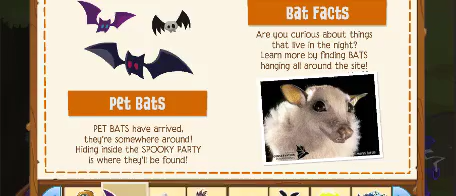 Pet Bats
PET BATS have arrived,
they're somewhere around!
Hiding inside the SPOOKY PARTY
is where they'll be found!
Bat Facts
Are you curious about things
that live in the night?
Learn more by finding BATS
hanging all around the site!